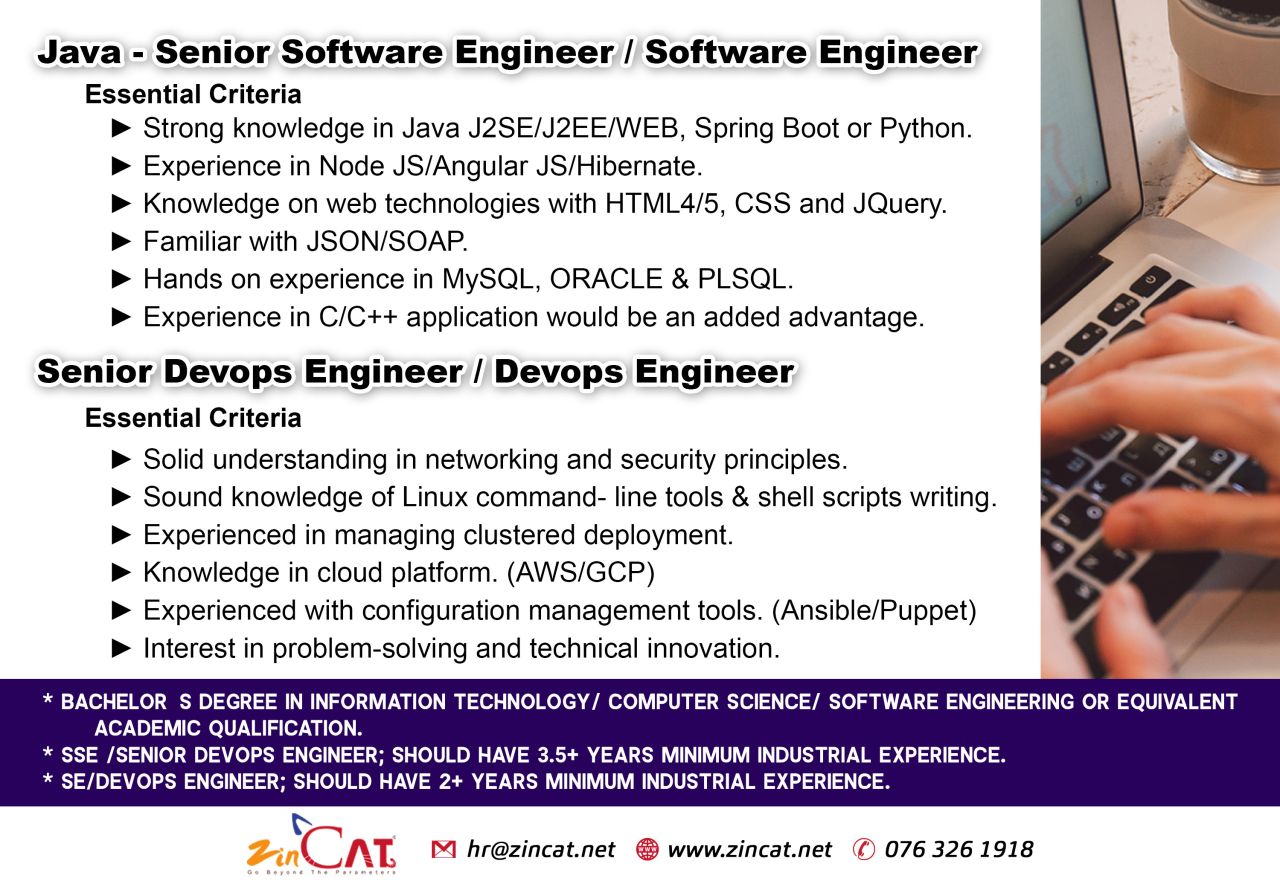 Java - Senior Software Engineer / Software Engineer
Essential Criteria
► Strong knowledge in Java J2SE/J2EE/WEB, Spring Boot or Python.
► Experience in Node JS/Angular JS/Hibernate.
► Knowledge on web technologies with HTML4/5, CSS and JQuery.
► Familiar with JSON/SOAP.
► Hands on experience in MySQL, ORACLE & PLSQL.
► Experience in C/C++ application would be an added advantage.
Senior Devops Engineer / Devops Engineer
Essential Criteria
► Solid understanding in networking and security principles.
► Sound knowledge of Linux command- line tools & shell scripts writing.
► Experienced in managing clustered deployment.
► Knowledge in cloud platform. (AWS/GCP)
► Experienced with configuration management tools. (Ansible/Puppet)
► Interest in problem-solving and technical innovation.
* BACHELOR S DEGREE IN INFORMATION TECHNOLOGY/ COMPUTER SCIENCE/ SOFTWARE ENGINEERING OR EQUIVALENT
ACADEMIC QUALIFICATION.
* SSE /SENIOR DEVOPS ENGINEER; SHOULD HAVE 3.5+ YEARS MINIMUM INDUSTRIAL EXPERIENCE.
* SE/DEVOPS ENGINEER; SHOULD HAVE 2+ YEARS MINIMUM INDUSTRIAL EXPERIENCE.
ZinCAT
Go Beyond The Parameters
hr@zincat.net
WWW
www.zincat.net
076 326 1918